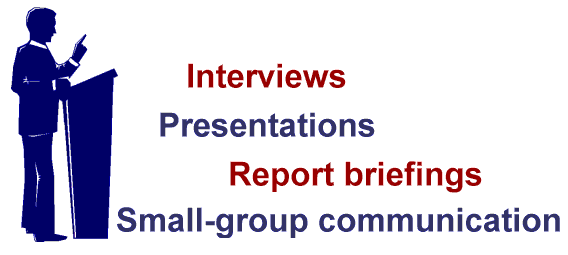 Interviews
Presentations
Report briefings
Small-group communication